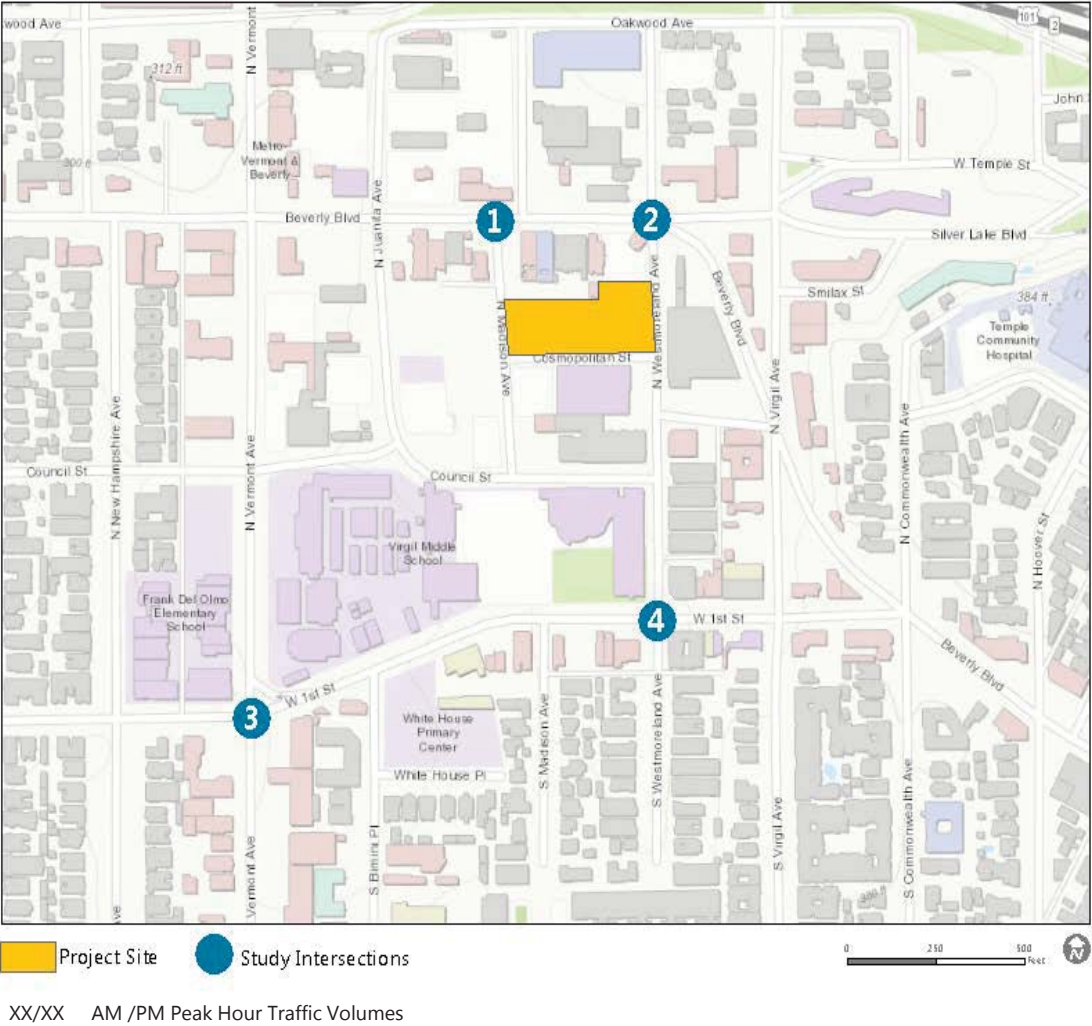 wood Ave
Oakwood Ave
101
2
N Vermont
312 ft
John
Metro-
Vermont &
Beverly
300 ft
W Temple St
1
2
Beverly Blvd
N Juanita Ave
Silver Lake Blvd
Smilax St
384 ft
N Madison Ave
N Westmoreland Ave
Beverly Blvd
Temple
Community
Hospital
Cosmopolitan St
N Virgil Ave
N New Hampshire Ave
N Vermont Ave
N Commonwealth Ave
Council St
Council St
N Hoover St
Virgil Middle
School
Frank Del Olmo
Elementary
School
4
W 1st St
Beverly Blvd
W 1st St
3
White House
Primary
Center
White House Pl
S Madison Ave
S Westmoreland Ave
S Virgil Ave
S Commonwealth Ave
Vermont Ave
S Bimini Pl
300 ft
ve
Project Site
Study Intersections
0 250 500
Feet
N
XX/XX AM /PM Peak Hour Traffic Volumes